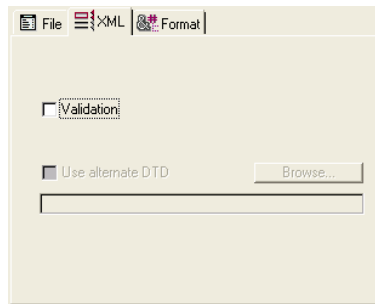 File XML &# Format
Validation
Use alternate DTD Browse...